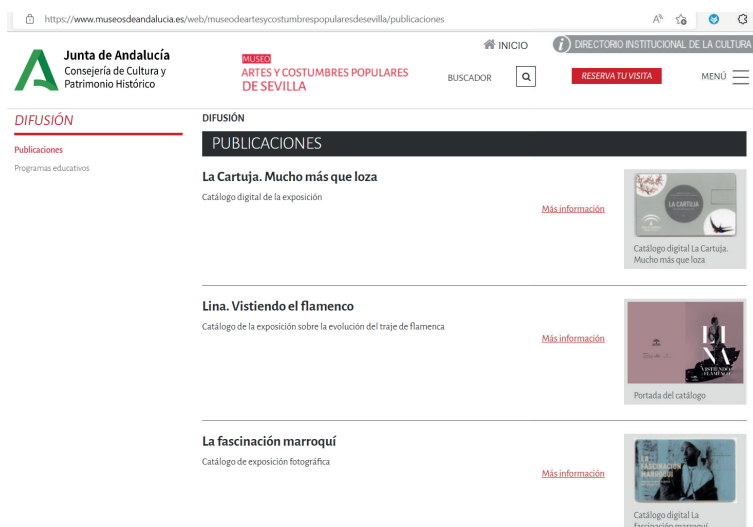 https://www.museosdeandalucia.es/web/museodeartesycostumbrespopularesdesevilla/publicaciones
INICIO
DIRECTORIO INSTITUCIONAL DE LA CULTURA
Junta de Andalucía
Consejería de Cultura y
Patrimonio Histórico
MUSEO
ARTES Y COSTUMBRES POPULARES
DE SEVILLA
BUSCADOR
RESERVA TU VISITA
MENÚ
DIFUSIÓN
Publicaciones
Programas educativos
DIFUSIÓN
PUBLICACIONES
La Cartuja. Mucho más que loza
Catálogo digital de la exposición
Más información
LA CARTUJA
Catálogo digital La Cartuja.
Mucho más que loza
Lina. Vistiendo el flamenco
Catálogo de la exposición sobre la evolución del traje de flamenca
Más información
LINA
VISTIENDO
el FLAMENCO
Portada del catálogo
La fascinación marroquí
Catálogo de exposición fotográfica
Más información
LA
FASCINACIÓN
MARROQUÍ
Catálogo digital La
fascinación marroquí